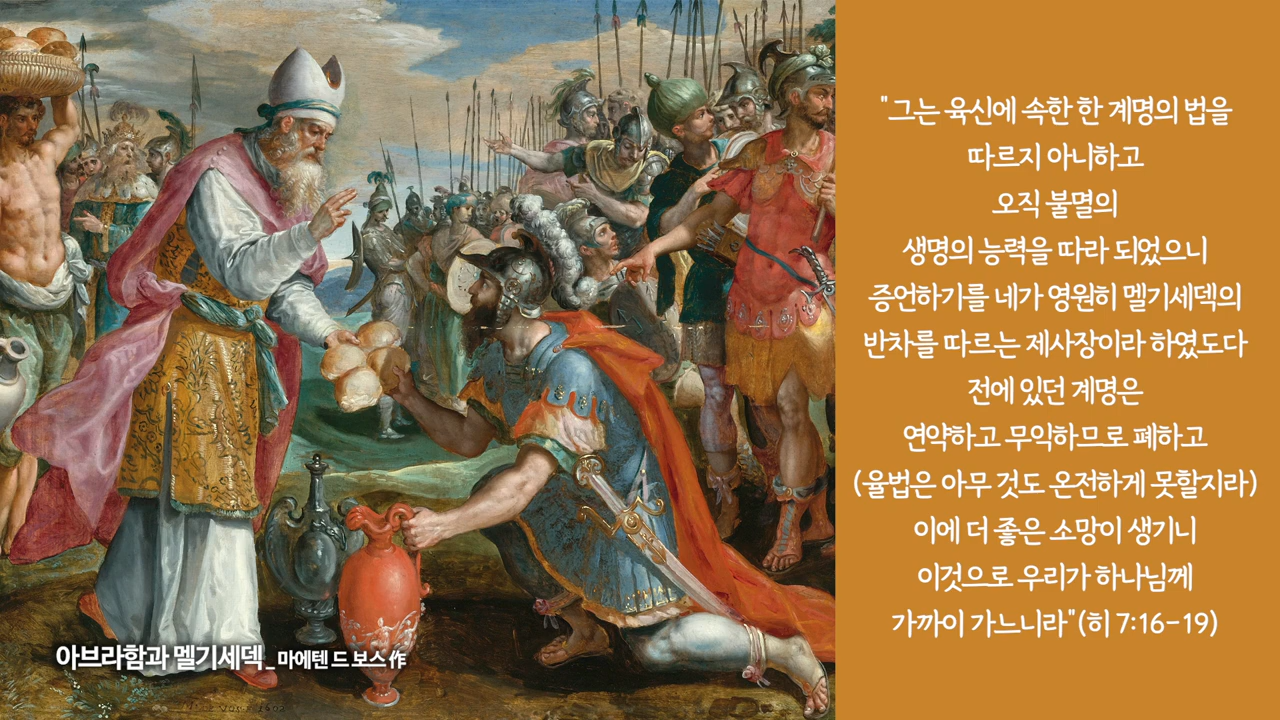 "그는 육신에 속한 한 계명의 법을
따르지 아니하고
오직 불멸의
생명의 능력을 따라 되었으니
증언하기를 네가 영원히 멜기세덱의
반차를 따르는 제사장이라 하였도다
전에 있던 계명은
연약하고 무익하므로 폐하고
(율법은 아무 것도 온전하게 못할지라)
이에 더 좋은 소망이 생기니
이것으로 우리가 하나님께
가까이 가느니라"(히 7:16-19)
아브라함과 멜기세덱_마에텐 드 보스 作